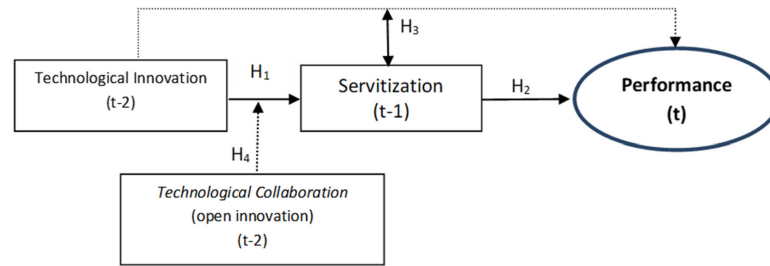 H3
Technological Innovation
(t-2)
H1
Servitization
(t-1)
H2
Performance
(t)
H4
Technological Collaboration
(open innovation)
(t-2)